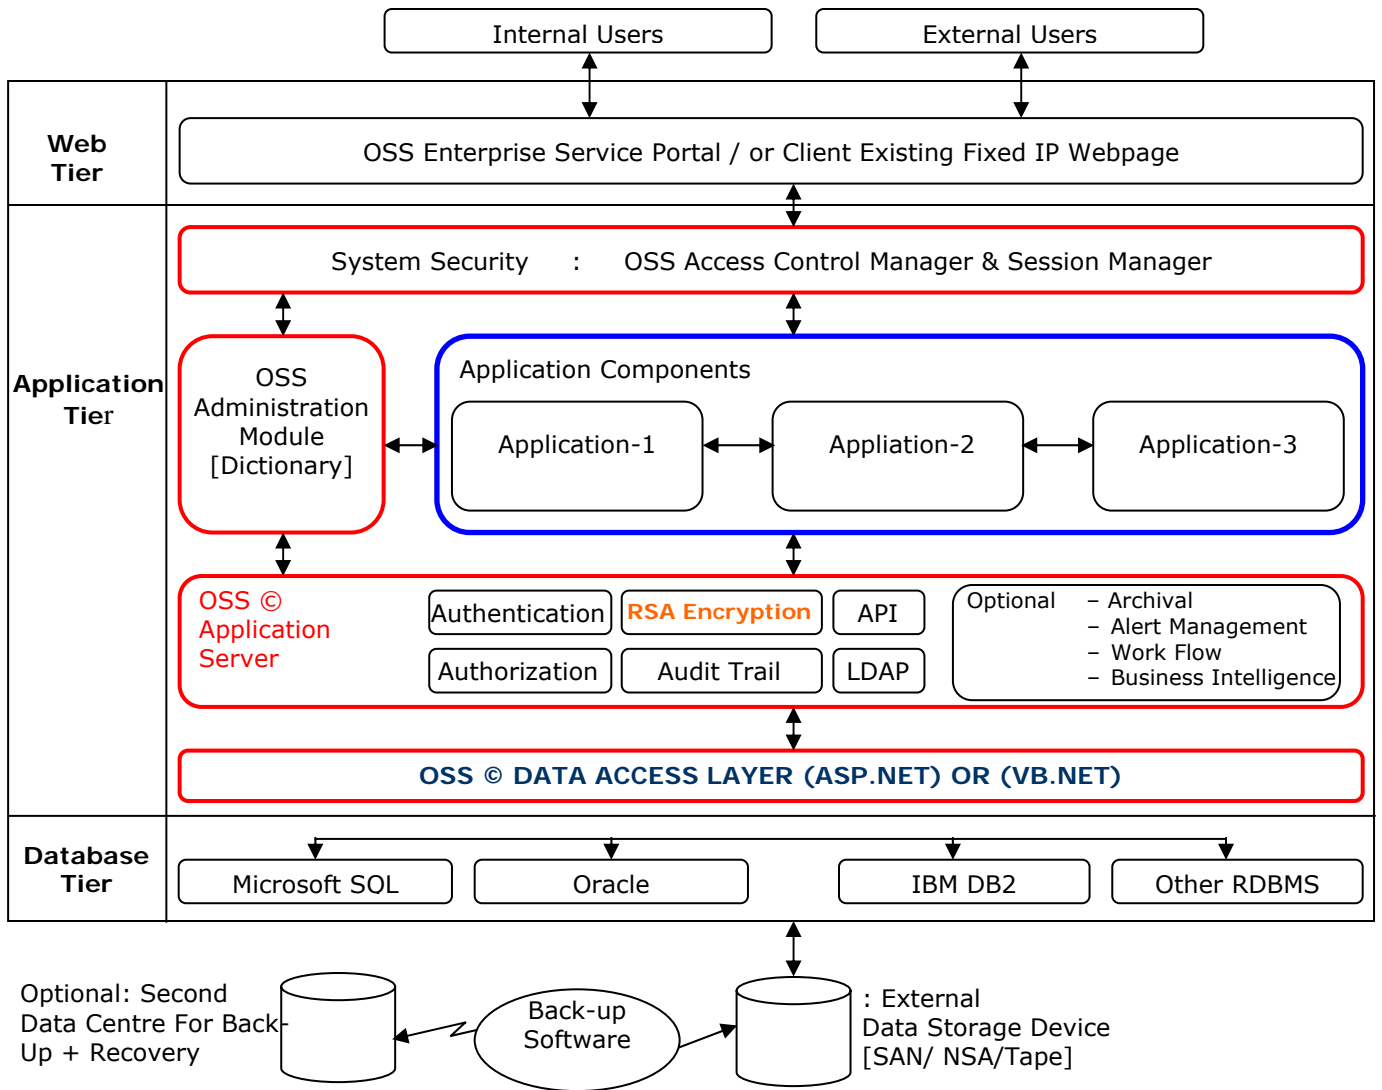 Internal Users
External Users
Web
Tier
OSS Enterprise Service Portal / or Client Existing Fixed IP Webpage
System Security : OSS Access Control Manager & Session Manager
Application
Tier
OSS
Administration
Module
[Dictionary]
Application Components
Application-1
Appliation-2
Application-3
OSS ©
Application
Server
Authentication
RSA Encryption
API
Authorization
Audit Trail
LDAP
Optional – Archival
– Alert Management
– Work Flow
– Business Intelligence
OSS © DATA ACCESS LAYER (ASP.NET) OR (VB.NET)
Database
Tier
Microsoft SQL
Oracle
IBM DB2
Other RDBMS
Optional: Second
Data Centre For Back-
Up + Recovery
Back-up
Software
: External
Data Storage Device
[SAN/ NSA/Tape]